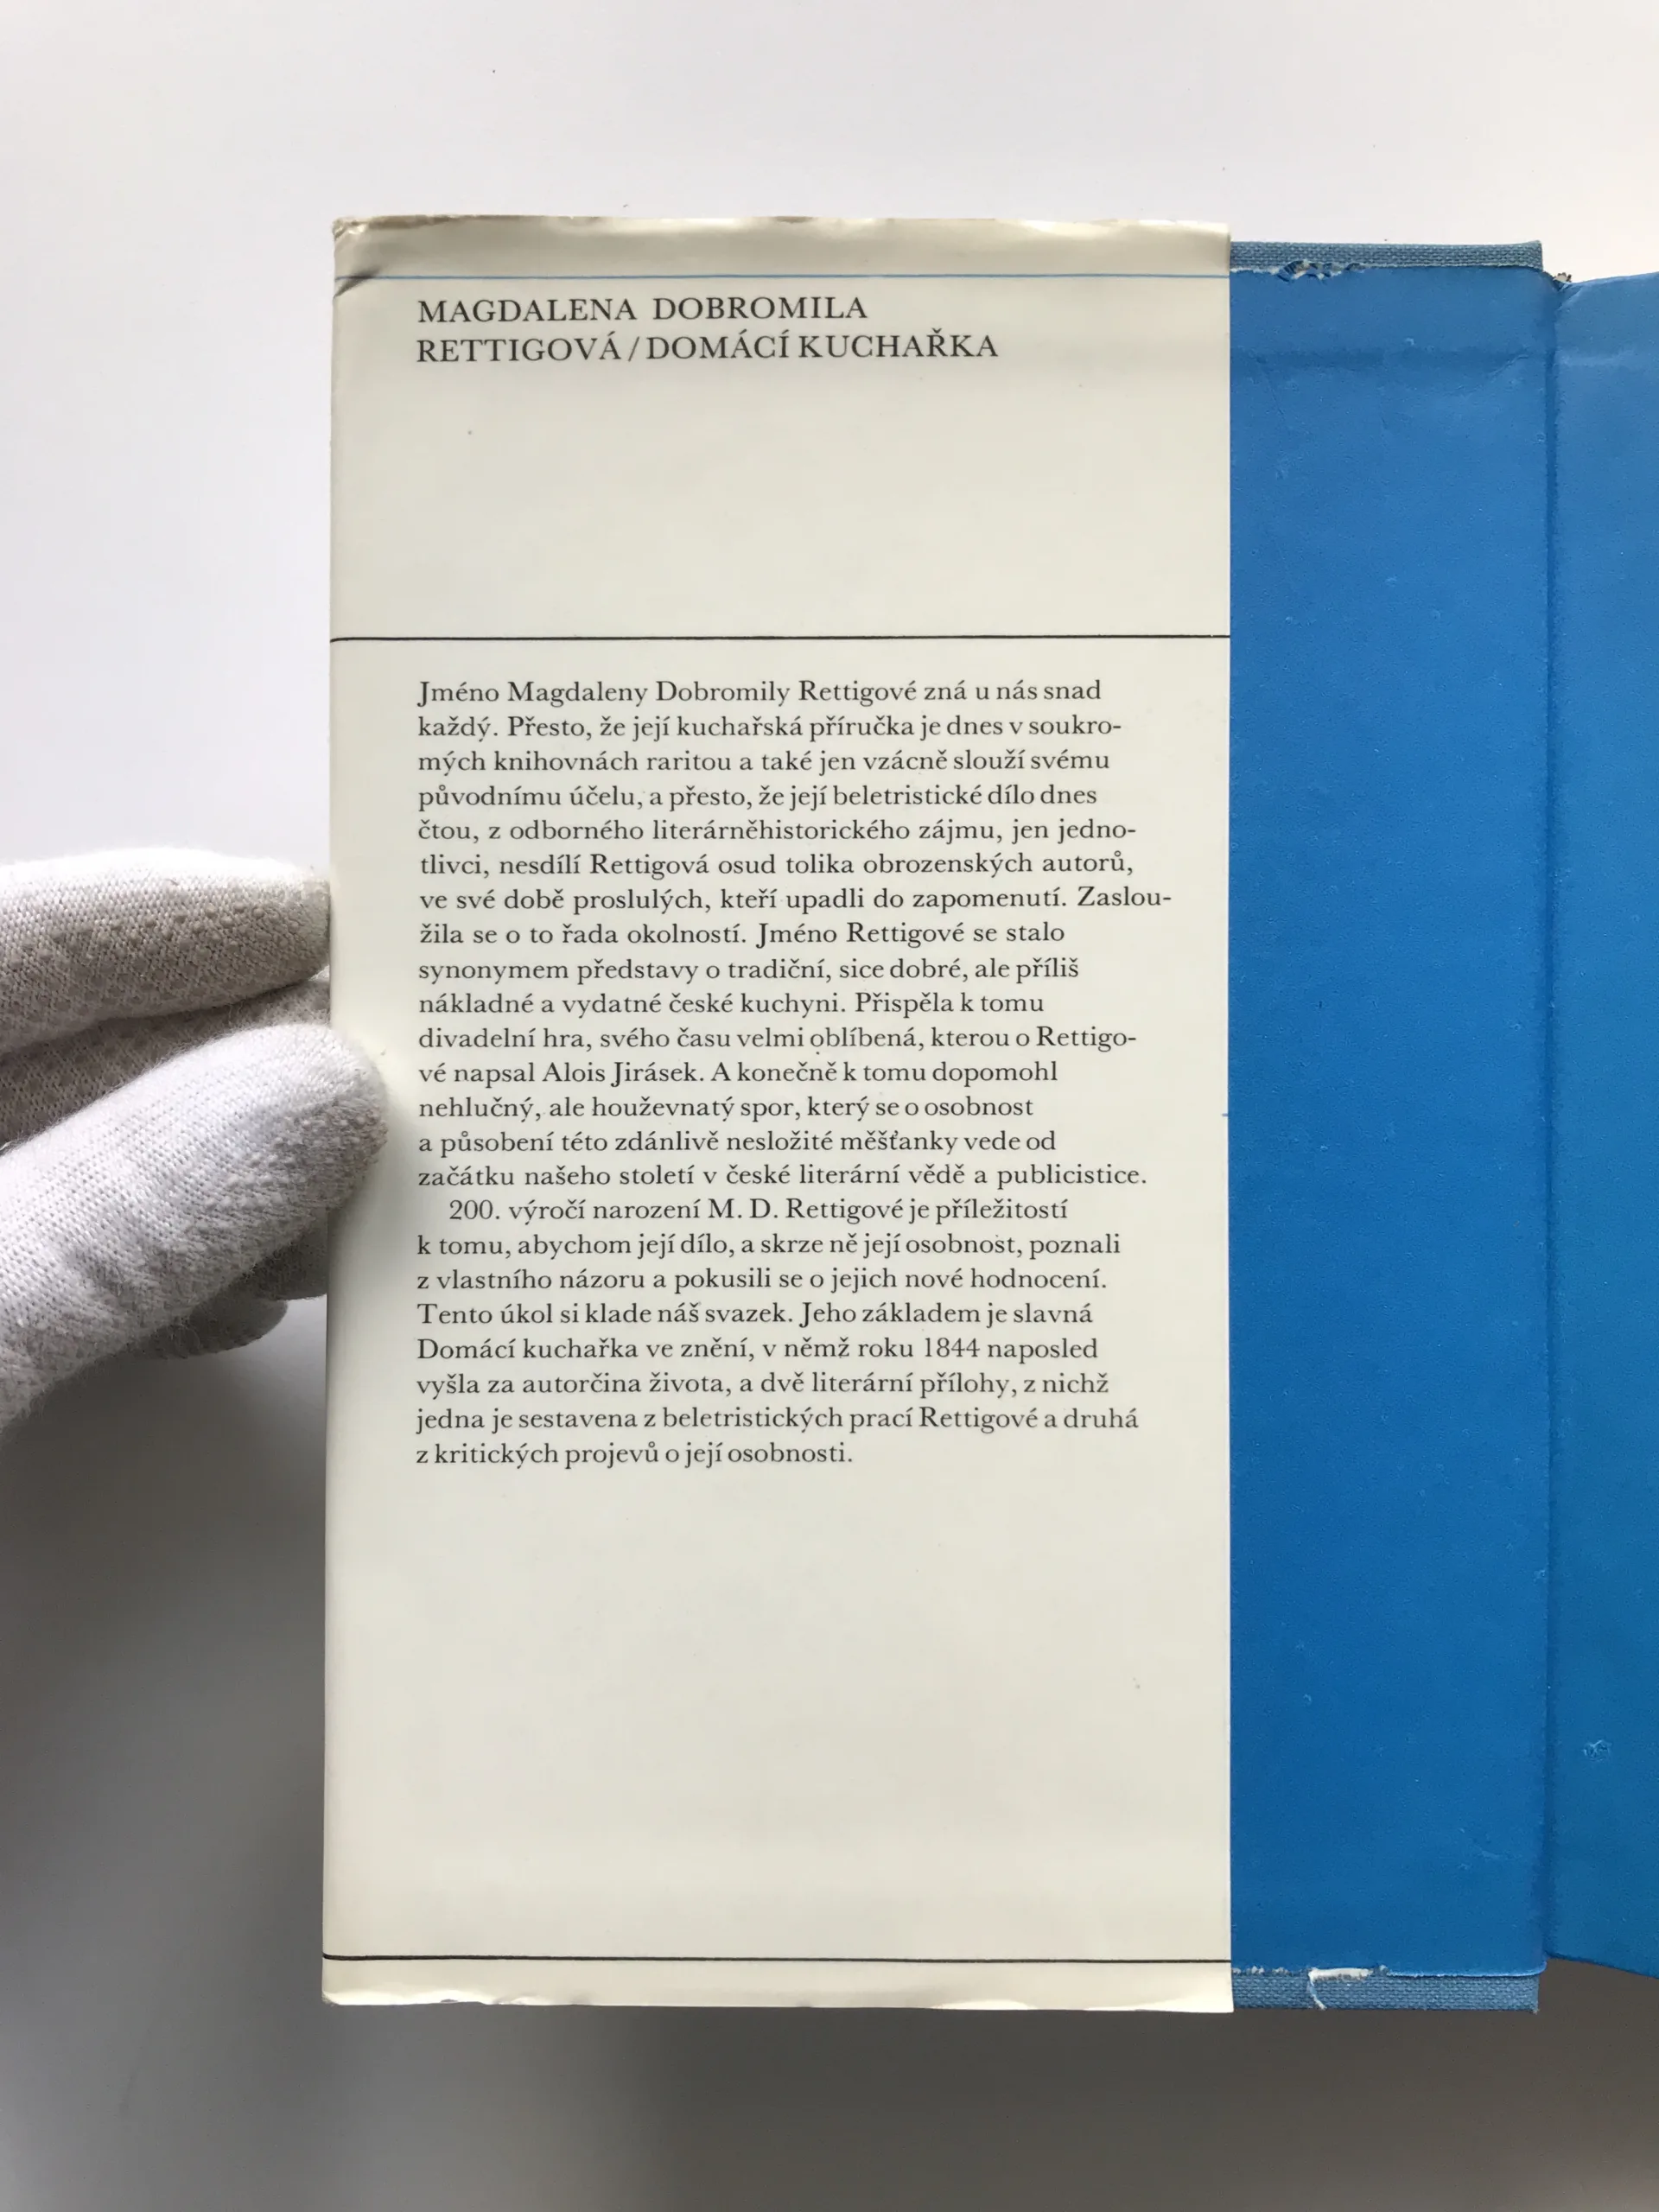 MAGDALENA DOBROMILA
RETTIGOVÁ / DOMÁCÍ KUCHAŘKA
Jméno Magdaleny Dobromily Rettigové zná u nás snad
každý. Přesto, že její kuchařská příručka je dnes v soukro-
mých knihovnách raritou a také jen vzácně slouží svému
původnímu účelu, a přesto, že její beletristické dílo dnes
čtou, z odborného literárněhistorického zájmu, jen jedno-
tlivci, nesdílí Rettigová osud tolika obrozenských autorů,
ve své době proslulých, kteří upadli do zapomenutí. Zaslou-
žila se o to řada okolností. Jméno Rettigové se stalo
synonymem představy o tradiční, sice dobré, ale příliš
nákladné a vydatné české kuchyni. Přispěla k tomu
divadelní hra, svého času velmi oblíbená, kterou o Rettigo-
vé napsal Alois Jirásek. A konečně k tomu dopomohl
nehlučný, ale houževnatý spor, který se o osobnost
a působení této zdánlivě nesložité měšťanky vede od
začátku našeho století v české literární vědě a publicistice.
200. výročí narození M. D. Rettigové je příležitostí
k tomu, abychom její dílo, a skrze ně její osobnost, poznali
z vlastního názoru a pokusili se o jejich nové hodnocení.
Tento úkol si klade náš svazek. Jeho základem je slavná
Domácí kuchařka ve znění, v němž roku 1844 naposled
vyšla za autorčina života, a dvě literární přílohy, z nichž
jedna je sestavena z beletristických prací Rettigové a druhá
z kritických projevů o její osobnosti.